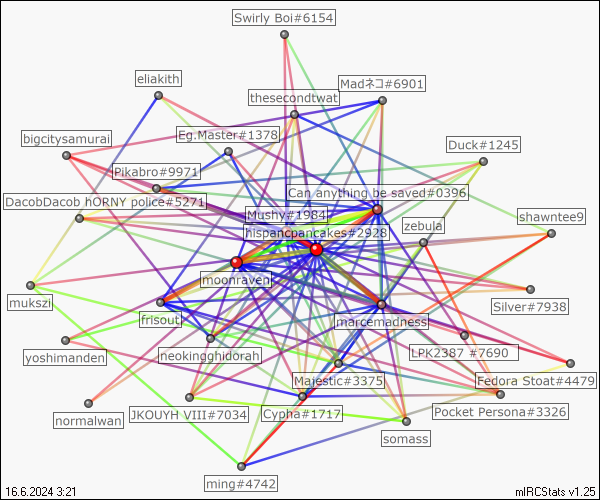 Swirly Boi#6154
eliakith
Madネコ#6901
thesecondtwat
Eg.Master#1378
bigcitysamurai
Duck#1245
Pikabro#9971
Can anything be saved#0396
DacobDacob hORNY police#5271
Mushy#1984
shawntee9
zebula
hispancpancakes#2928
moonraven
mukszi
Silver#7938
frisout
marcemadness
yoshimanden
neokingghidorah
LPK2387 #7690
Majestic#3375
Fedora Stoat#4479
normalwan
JKOUYH VIII#7034
Cypha#1717
Pocket Persona#3326
somass
ming#4742
16.6.2024 3:21
mIRCStats v1.25